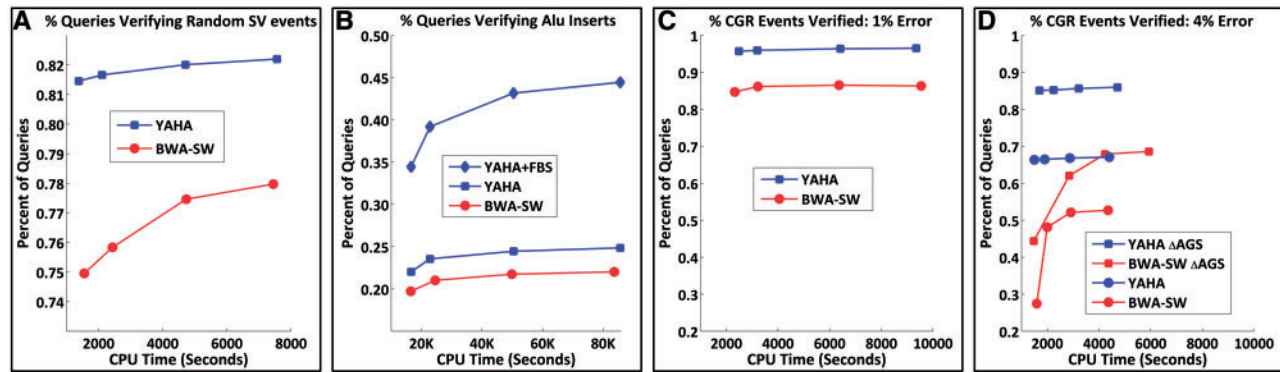 A
% Queries Verifying Random SV events
Percent of Queries
0.82
0.81
0.80
0.79
0.78
0.77
0.76
0.75
0.74
YAHA
BWA-SW
2000 4000 6000 8000
CPU Time (Seconds)
B
% Queries Verifying Alu Inserts
Percent of Queries
0.50
0.45
0.40
0.35
0.30
0.25
0.20
YAHA+FBS
YAHA
BWA-SW
20K 40K 60K 80K
CPU Time (Seconds)
C
% CGR Events Verified: 1% Error
Percent of Queries
1
0.9
0.8
0.7
0.6
0.5
0.4
0.3
0.2
YAHA
BWA-SW
2000 4000 6000 8000 10000
CPU Time (Seconds)
D
% CGR Events Verified: 4% Error
Percent of Queries
1
0.9
0.8
0.7
0.6
0.5
0.4
0.3
0.2
YAHA ΔAGS
BWA-SW ΔAGS
YAHA
BWA-SW
2000 4000 6000 8000 10000
CPU Time (Seconds)